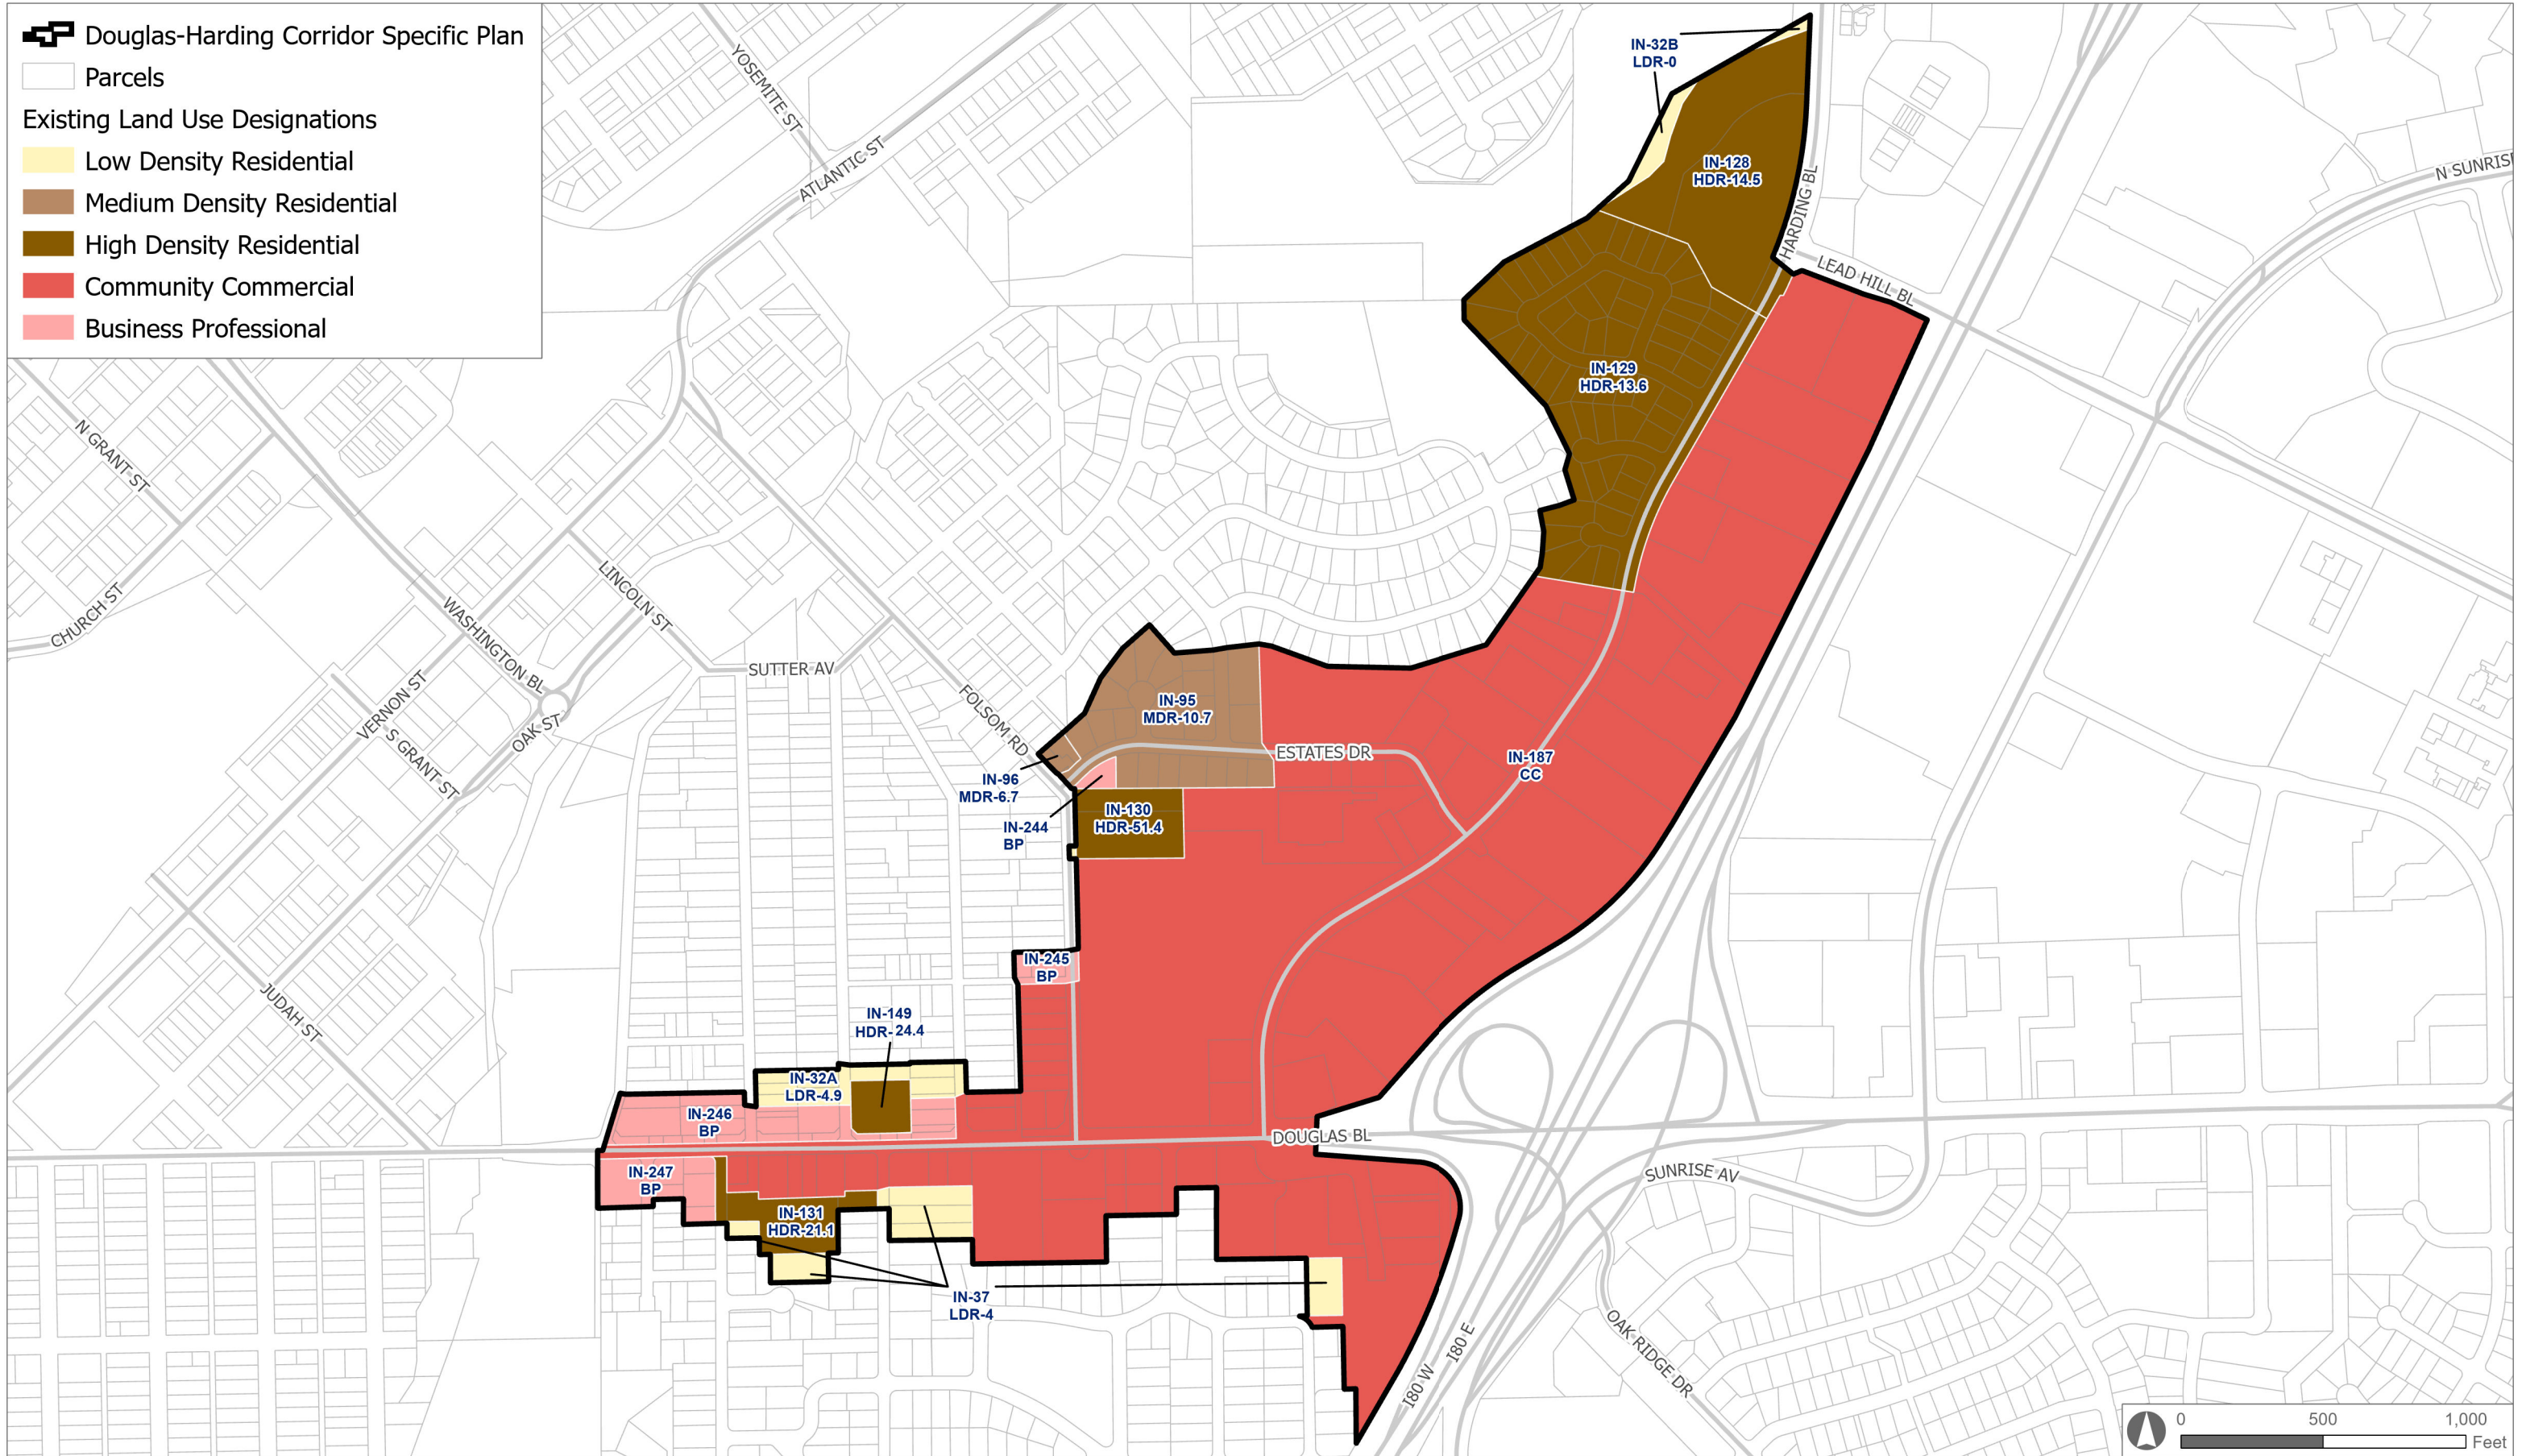 Douglas-Harding Corridor Specific Plan
Parcels
Existing Land Use Designations
Low Density Residential
Medium Density Residential
High Density Residential
Community Commercial
Business Professional
YOSEMITE ST
ATLANTIC ST
IN-32B
LDR-0
IN-128
HDR-14.5
HARDING BL
LEAD HILL BL
N SUNRISE
IN-129
HDR-13.6
N GRANT ST
CHURCH ST
WASHINGTON BL
LINCOLN ST
SUTTER AV
VERNON ST
S GRANT ST
OAK ST
FOLSOM RD
IN-95
MDR-10.7
ESTATES DR
IN-187
CC
IN-96
MDR-6.7
IN-244
BP
IN-130
HDR-51.4
IN-245
BP
JUDAH ST
IN-149
HDR-24.4
IN-32A
LDR-4.9
IN-246
BP
DOUGLAS BL
IN-247
BP
SUNRISE AV
IN-131
HDR-21.1
IN-37
LDR-4
OAK RIDGE DR
I80 E
I80 W
0 500 1,000
Feet